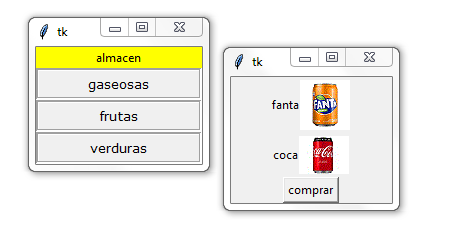 tk
almacen
gaseosas
frutas
verduras
tk
fanta
FANTA
coca
Coca-Cola
comprar